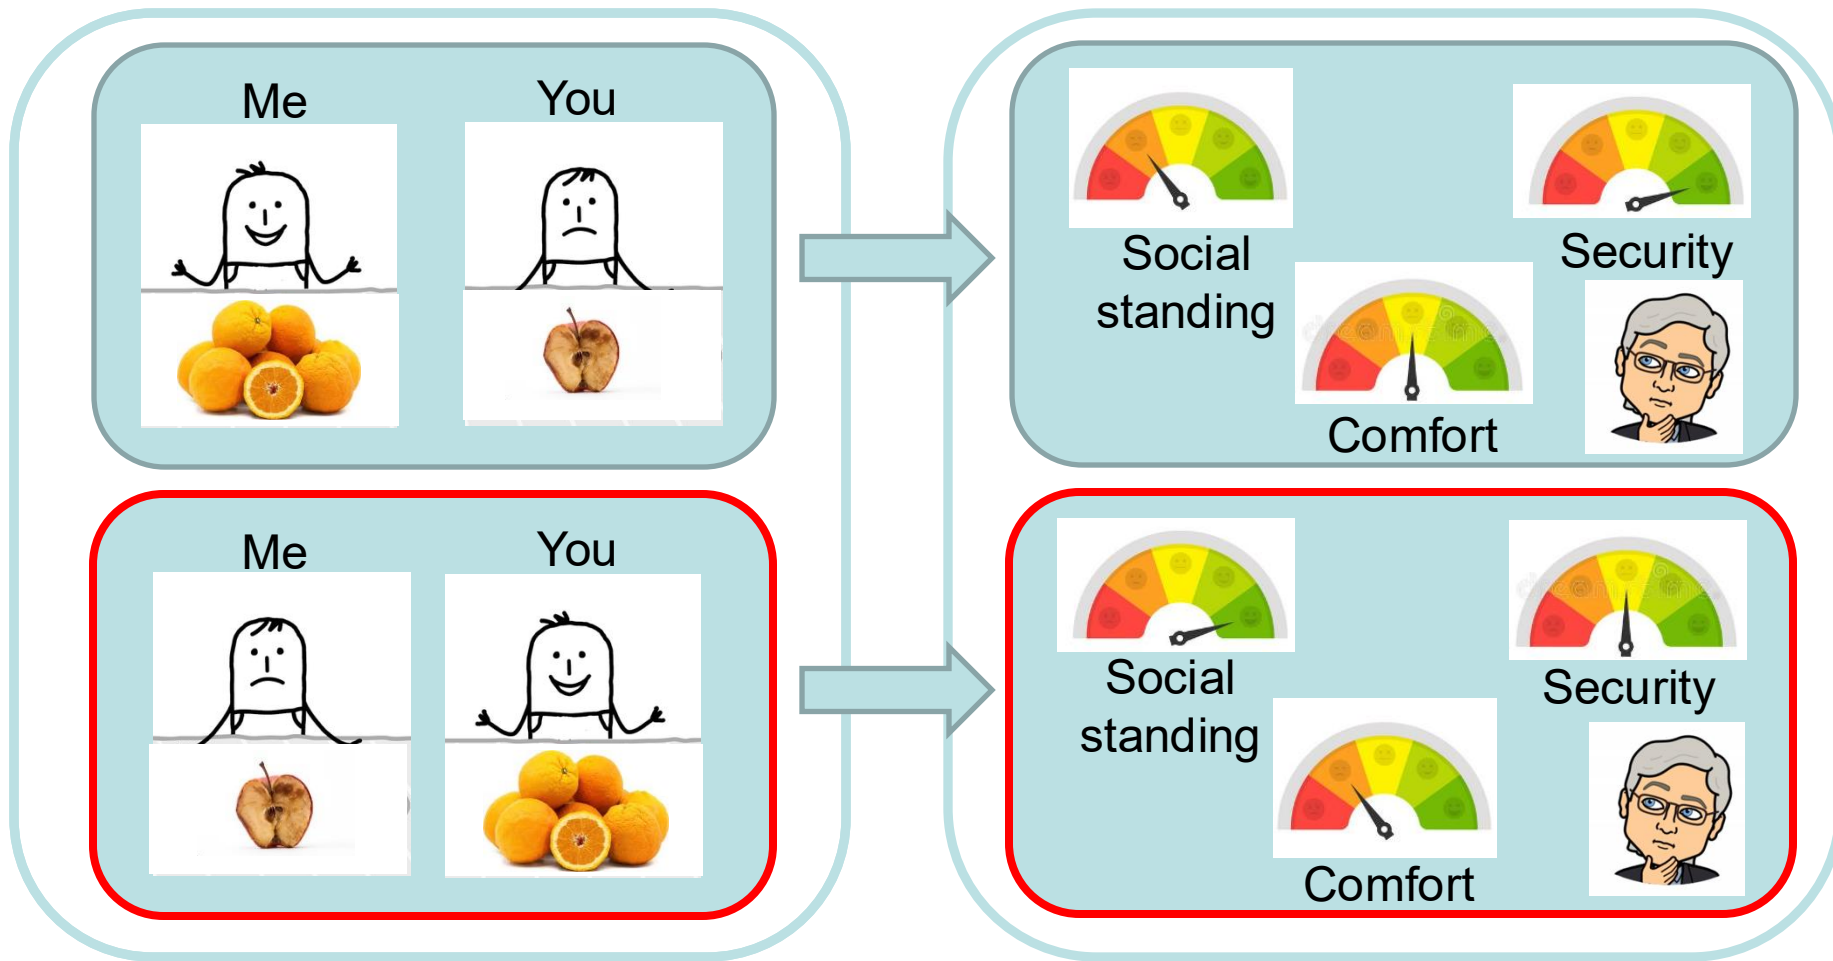 Me
You
Social
standing
Security
Comfort
Me
You
Social
standing
Security
Comfort